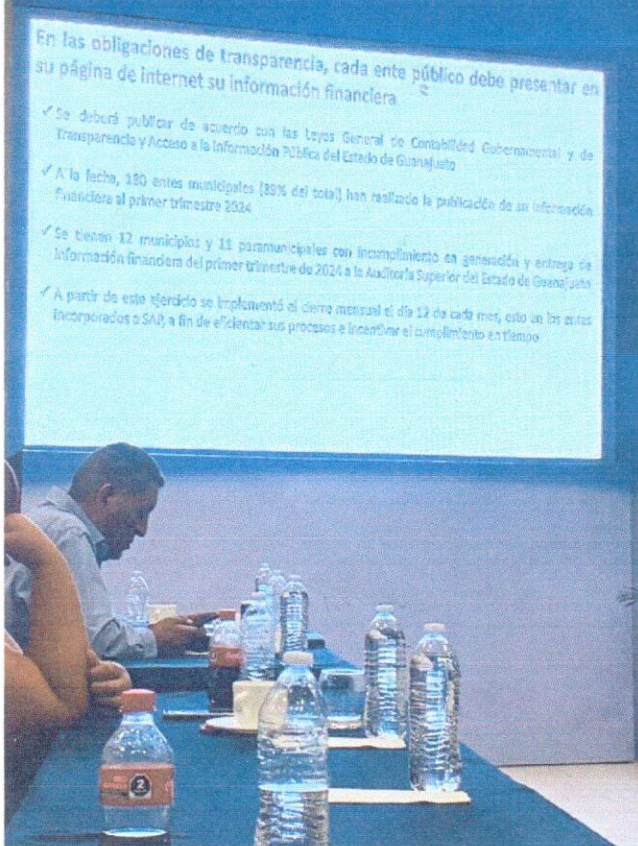 En las obligaciones de transparencia, cada ente público debe presentar en
su página de internet su información financiera
✓ Se deberá publicar de acuerdo con las Leyes General de Contabilidad Gubernamental y de
Transparencia y Acceso a la Información Pública del Estado de Guanajuato
✓ A la fecha, 180 entes municipales (89% del total) han realizado la publicación de su información
financiera al primer trimestre 2024
✓ Se tienen 12 municipios y 11 paramunicipales con incumplimiento en generación y entrega de
Información financiera del primer trimestre de 2024 a la Auditoría Superior del Estado de Guanajuato
✓ A partir de este ejercicio se implementó el cierre mensual el día 12 de cada mes, esto en los entes
incorporados a SAP, a fin de eficientar sus procesos e incentivar el cumplimiento en tiempo
2